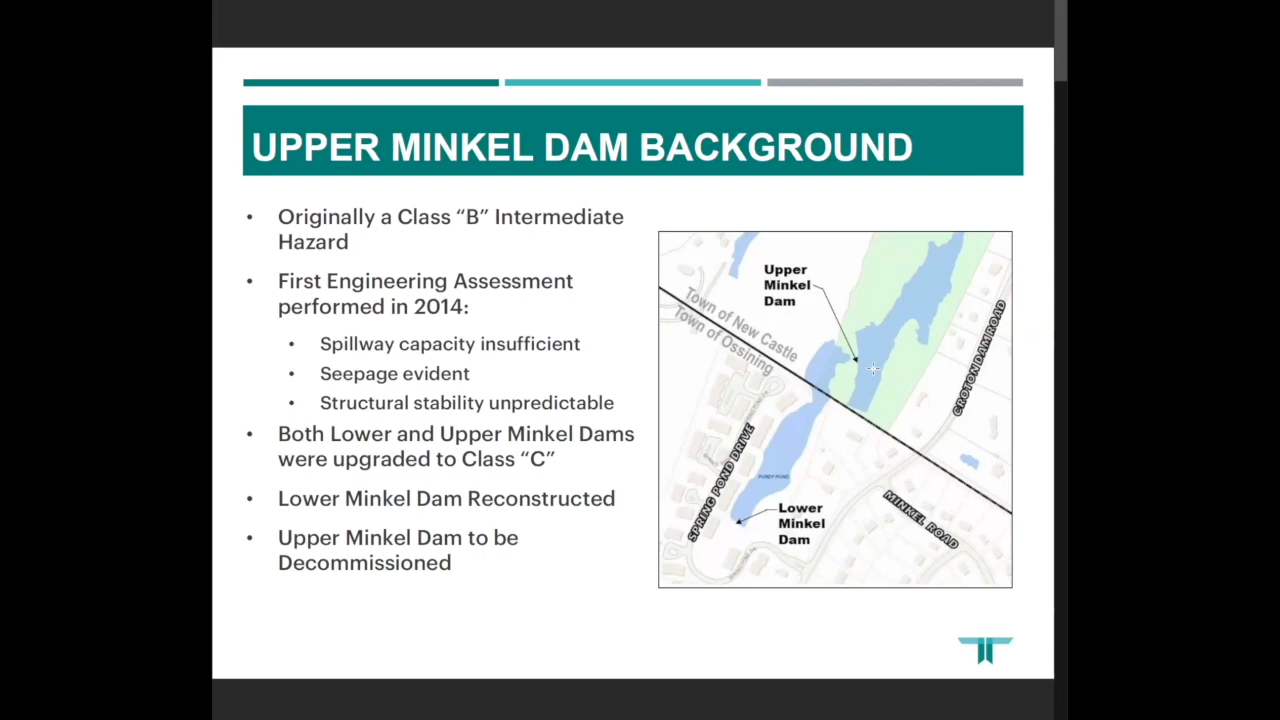 UPPER MINKEL DAM BACKGROUND
• Originally a Class “B” Intermediate
Hazard
• First Engineering Assessment
performed in 2014:
• Spillway capacity insufficient
• Seepage evident
• Structural stability unpredictable
• Both Lower and Upper Minkel Dams
were upgraded to Class “C”
• Lower Minkel Dam Reconstructed
• Upper Minkel Dam to be
Decommissioned
Upper
Minkel
Dam
Town of New Castle
Town of Ossining
CROTON DAM ROAD
SPRING POND DRIVE
PURDY POND
MINKEL ROAD
Lower
Minkel
Dam